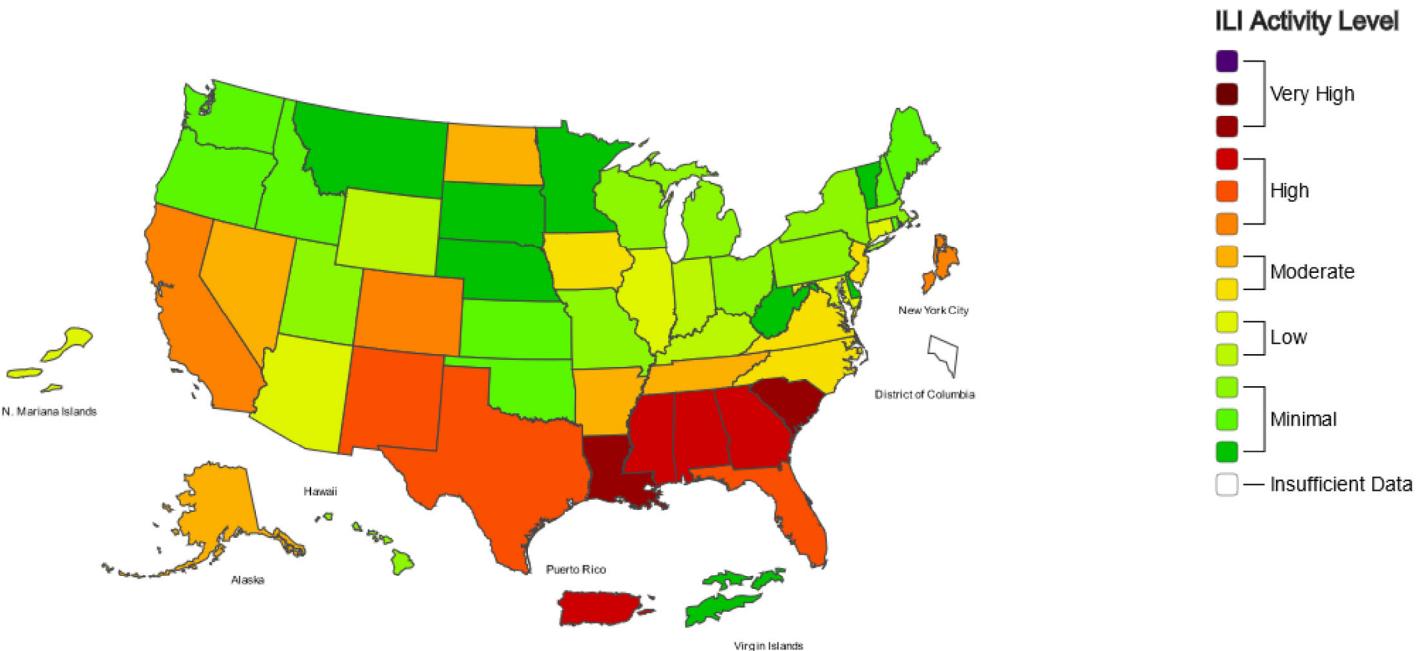 ILI Activity Level
Very High
High
Moderate
Low
Minimal
Insufficient Data
New York City
District of Columbia
N. Mariana Islands
Hawaii
Alaska
Puerto Rico
Virgin Islands